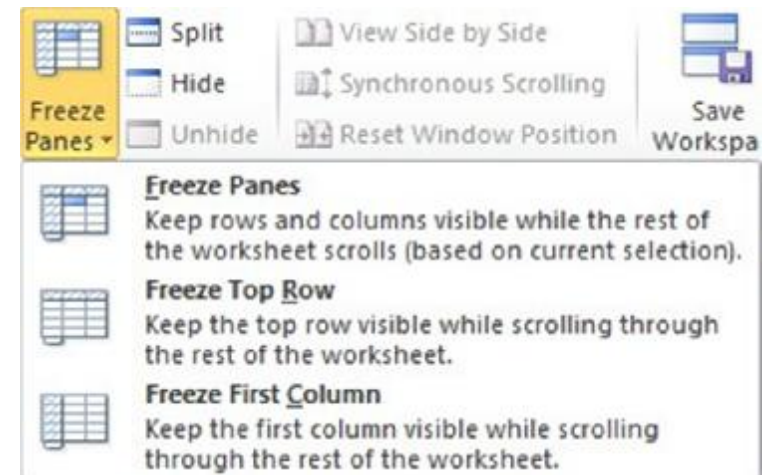 Split
View Side by Side
Hide
Synchronous Scrolling
Freeze
Panes
Unhide
Reset Window Position
Save
Workspa
Freeze Panes
Keep rows and columns visible while the rest of
the worksheet scrolls (based on current selection).
Freeze Top Row
Keep the top row visible while scrolling through
the rest of the worksheet.
Freeze First Column
Keep the first column visible while scrolling
through the rest of the worksheet.